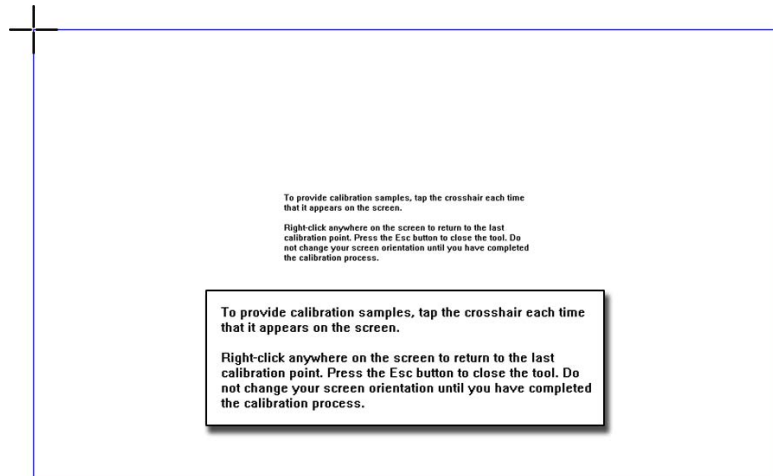 To provide calibration samples, tap the crosshair each time
that it appears on the screen.
Right-click anywhere on the screen to return to the last
calibration point. Press the Esc button to close the tool. Do
not change your screen orientation until you have completed
the calibration process.
To provide calibration samples, tap the crosshair each time
that it appears on the screen.
Right-click anywhere on the screen to return to the last
calibration point. Press the Esc button to close the tool. Do
not change your screen orientation until you have completed
the calibration process.